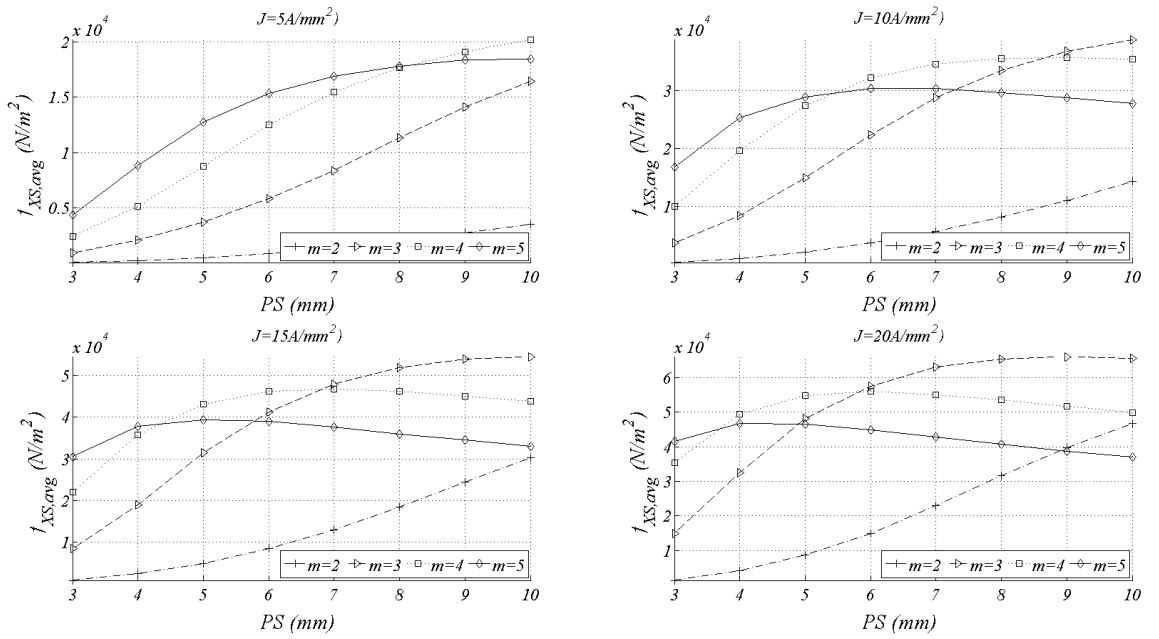 J=5A/mm²)
x 10⁴
2
1.5
1
0.5
f_XS,avg (N/m²)
m=2 m=3 m=4 m=5
3 4 5 6 7 8 9 10
PS (mm)
J=10A/mm²)
x 10⁴
3
2
1
f_XS,avg (N/m²)
m=2 m=3 m=4 m=5
3 4 5 6 7 8 9 10
PS (mm)
J=15A/mm²)
x 10⁴
5
4
3
2
1
f_XS,avg (N/m²)
m=2 m=3 m=4 m=5
3 4 5 6 7 8 9 10
PS (mm)
J=20A/mm²)
x 10⁴
6
5
4
3
2
1
f_XS,avg (N/m²)
m=2 m=3 m=4 m=5
3 4 5 6 7 8 9 10
PS (mm)